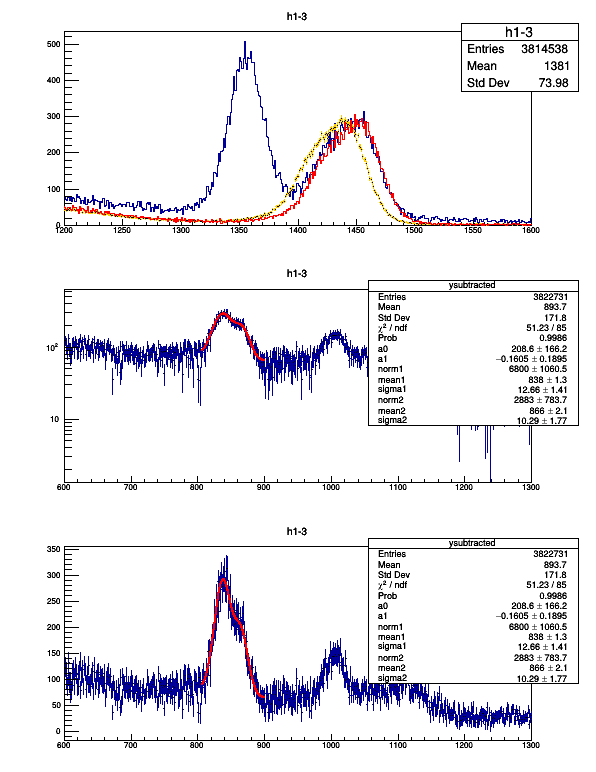 h1-3
h1-3
Entries 3814538
Mean 1381
Std Dev 73.98
500
400
300
200
100
0
1200 1250 1300 1350 1400 1450 1500 1550 1600
h1-3
ysubtracted
Entries 3822731
Mean 893.7
Std Dev 171.8
χ² / ndf 51.23 / 85
Prob 0.9986
a0 208.6 ± 166.2
a1 −0.1605 ± 0.1895
norm1 6800 ± 1060.5
mean1 838 ± 1.3
sigma1 12.66 ± 1.41
norm2 2883 ± 783.7
mean2 866 ± 2.1
sigma2 10.29 ± 1.77
10²
10
600 700 800 900 1000 1100 1200 1300
h1-3
ysubtracted
Entries 3822731
Mean 893.7
Std Dev 171.8
χ² / ndf 51.23 / 85
Prob 0.9986
a0 208.6 ± 166.2
a1 −0.1605 ± 0.1895
norm1 6800 ± 1060.5
mean1 838 ± 1.3
sigma1 12.66 ± 1.41
norm2 2883 ± 783.7
mean2 866 ± 2.1
sigma2 10.29 ± 1.77
350
300
250
200
150
100
50
0
600 700 800 900 1000 1100 1200 1300